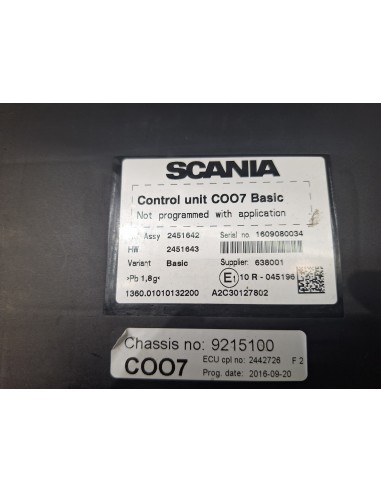 SCANIA
Control unit COO7 Basic
Not programmed with application
Assy 2451642 Serial no 1609080034
HW 2451643
Variant Basic Supplier: 638001
>Pb 1,8g< E1 10 R - 045196
1360.01010132200 A2C30127802
Chassis no: 9215100
COO7 ECU cpl no: 2442726 F 2
Prog. date: 2016-09-20